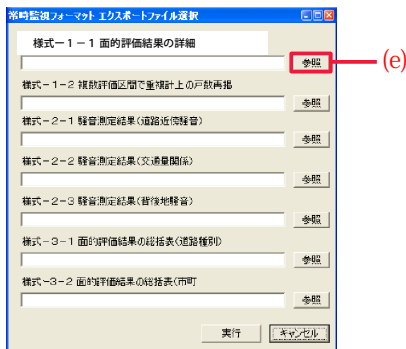 常時監視フォーマット エクスポートファイル選択
様式－１－１ 面的評価結果の詳細
参照
(e)
様式－１－２ 複数評価区間で重複計上の戸数再掲
参照
様式－２－１ 騒音測定結果（道路近傍騒音）
参照
様式－２－２ 騒音測定結果（交通量関係）
参照
様式－２－３ 騒音測定結果（背後地騒音）
参照
様式－３－１ 面的評価結果の総括表（道路種別）
参照
様式－３－２ 面的評価結果の総括表（市町
参照
実行 キャンセル